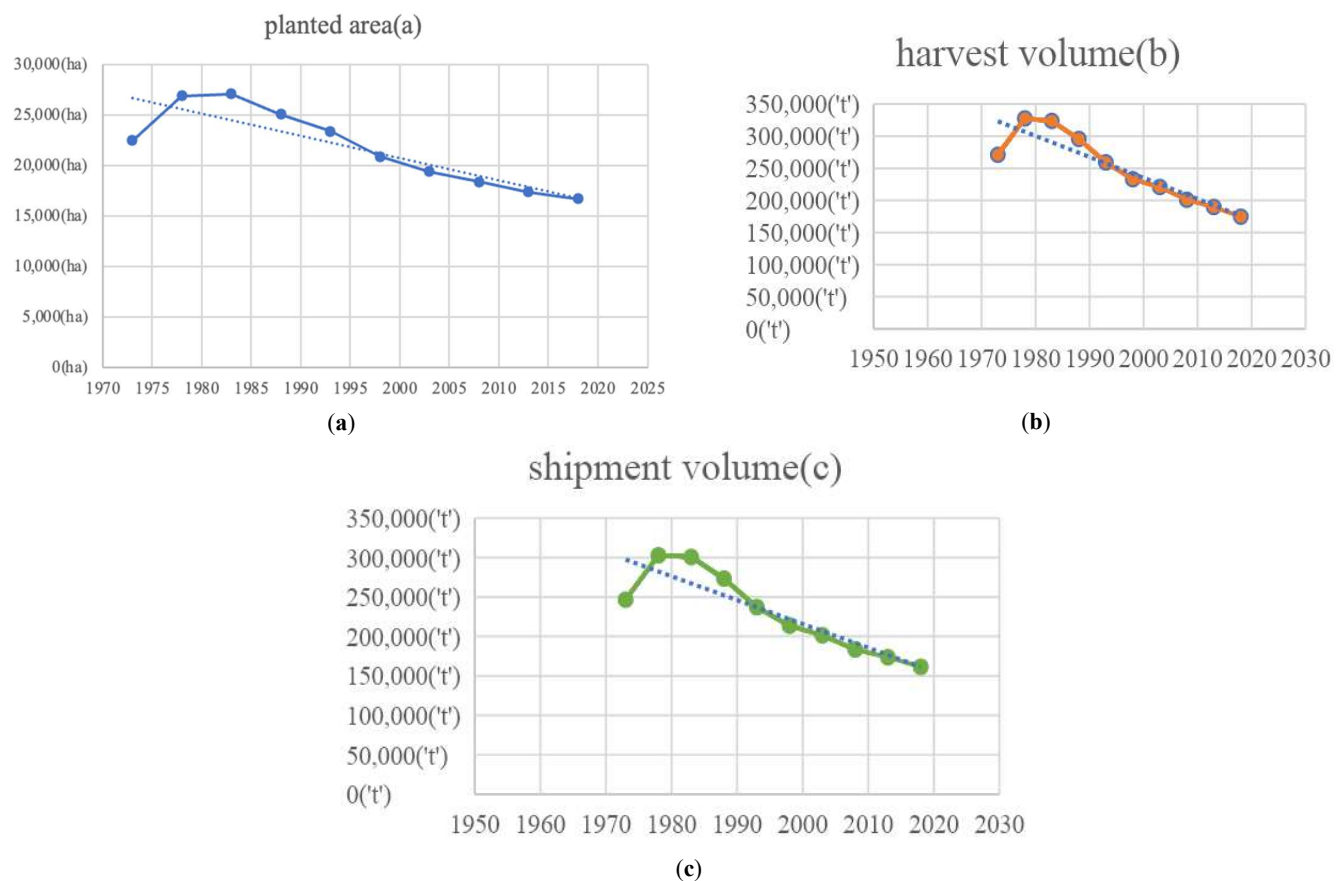 planted area(a)
30,000(ha)
25,000(ha)
20,000(ha)
15,000(ha)
10,000(ha)
5,000(ha)
0(ha)
1970 1975 1980 1985 1990 1995 2000 2005 2010 2015 2020 2025
(a)
harvest volume(b)
350,000('t')
300,000('t')
250,000('t')
200,000('t')
150,000('t')
100,000('t')
50,000('t')
0('t')
1950 1960 1970 1980 1990 2000 2010 2020 2030
(b)
shipment volume(c)
350,000('t')
300,000('t')
250,000('t')
200,000('t')
150,000('t')
100,000('t')
50,000('t')
0('t')
1950 1960 1970 1980 1990 2000 2010 2020 2030
(c)